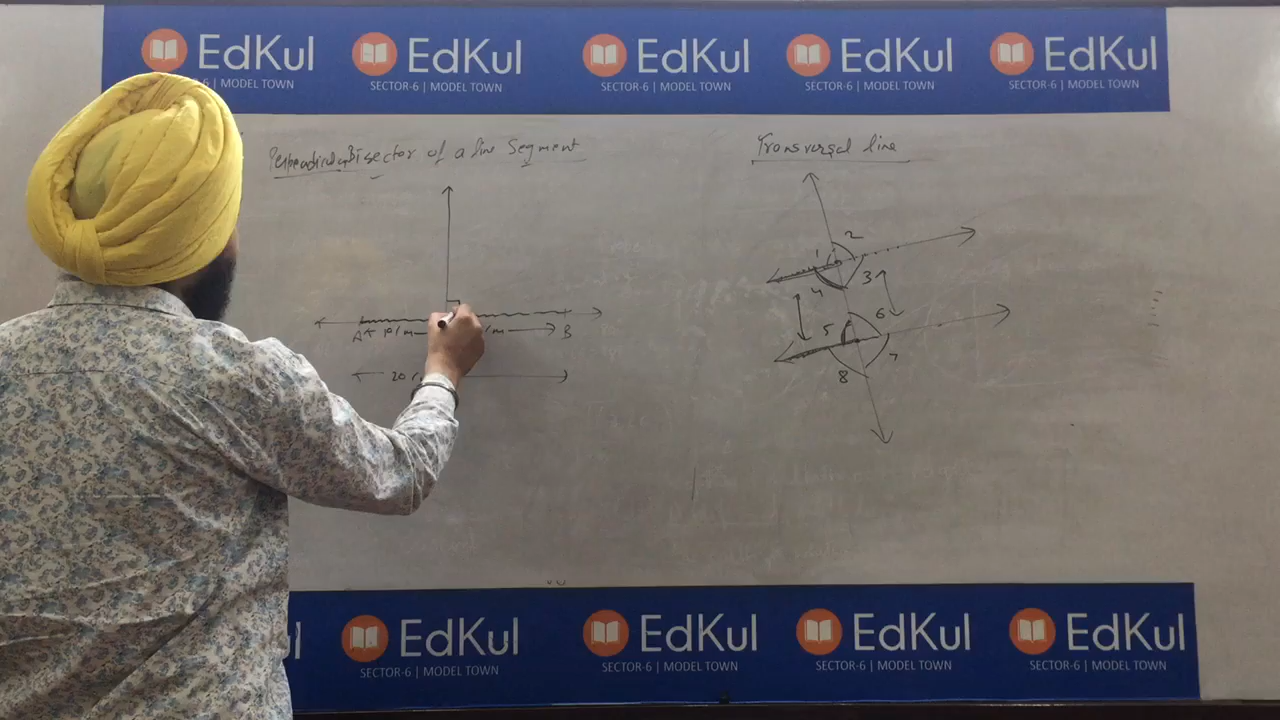 EdKul EdKul EdKul EdKul EdKul
6 | MODEL TOWN SECTOR-6 | MODEL TOWN SECTOR-6 | MODEL TOWN SECTOR-6 | MODEL TOWN SECTOR-6 | MODEL TOWN
Bisector of a line Segment
Transversal line
1 2
4 3
5 6
8 7
A B
20
EdKul EdKul EdKul EdKul
SECTOR-6 | MODEL TOWN SECTOR-6 | MODEL TOWN SECTOR-6 | MODEL TOWN SECTOR-6 | MODEL TOWN